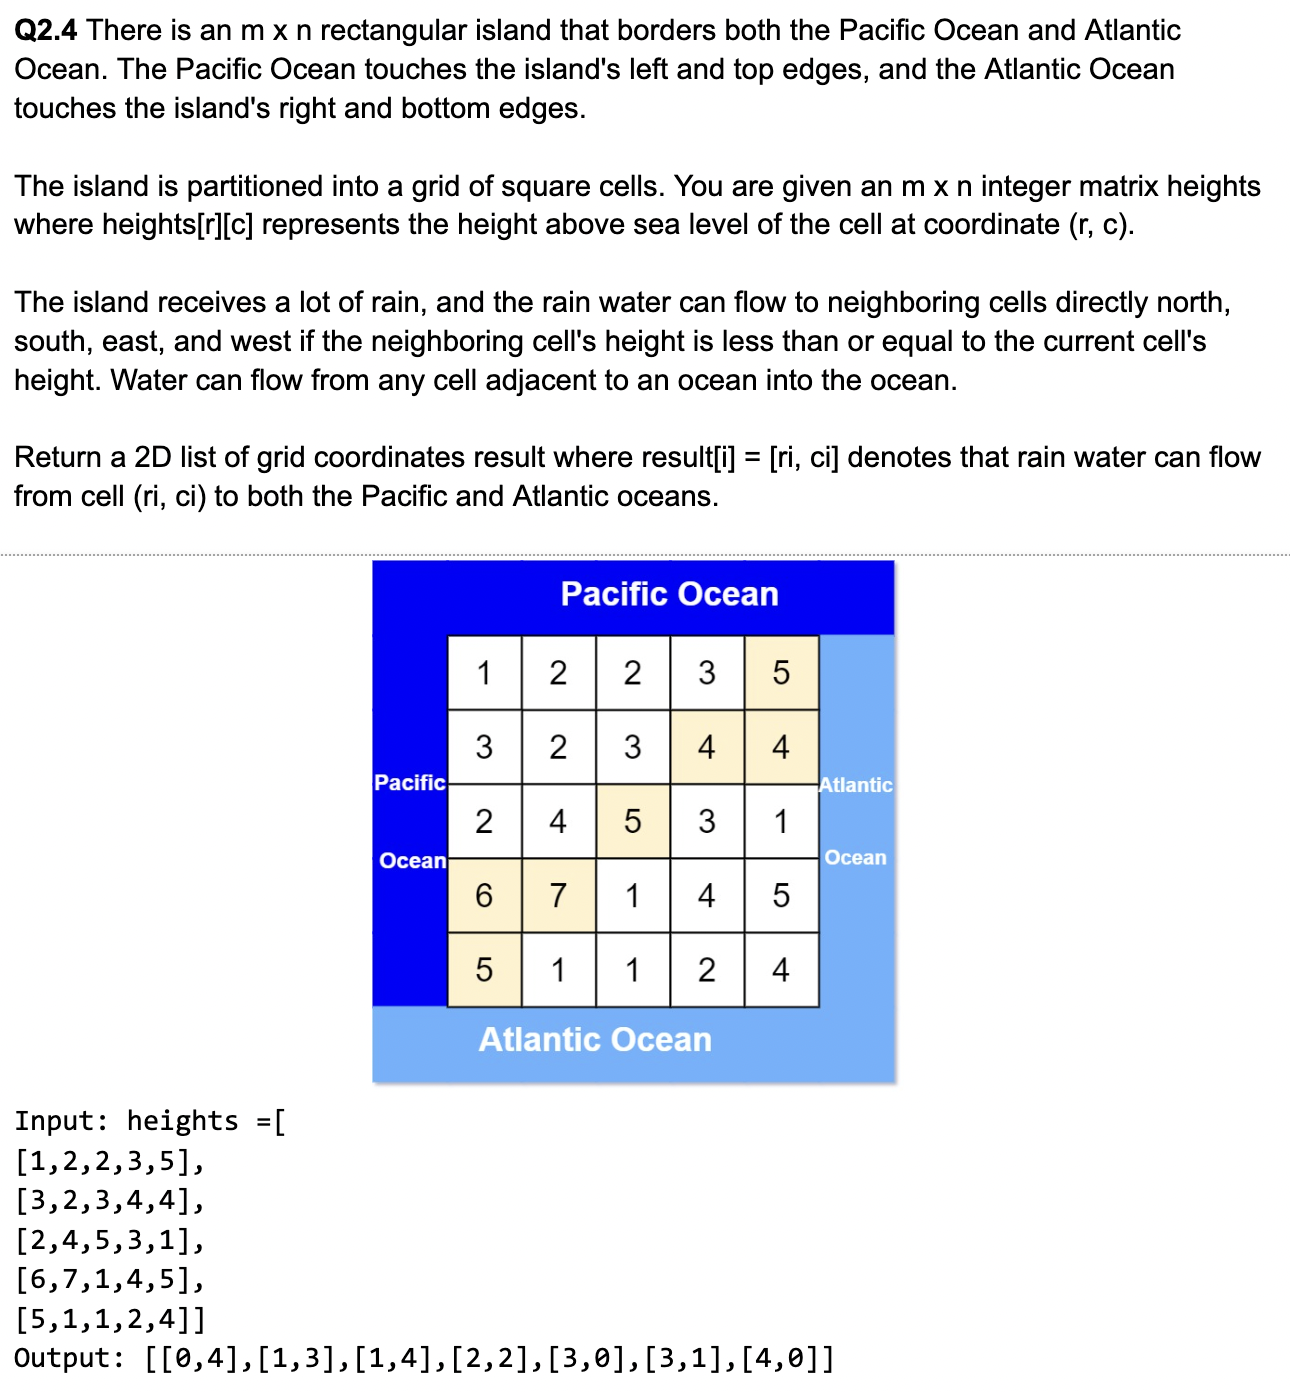 Q2.4 There is an m x n rectangular island that borders both the Pacific Ocean and Atlantic
Ocean. The Pacific Ocean touches the island's left and top edges, and the Atlantic Ocean
touches the island's right and bottom edges.
The island is partitioned into a grid of square cells. You are given an m x n integer matrix heights
where heights[r][c] represents the height above sea level of the cell at coordinate (r, c).
The island receives a lot of rain, and the rain water can flow to neighboring cells directly north,
south, east, and west if the neighboring cell's height is less than or equal to the current cell's
height. Water can flow from any cell adjacent to an ocean into the ocean.
Return a 2D list of grid coordinates result where result[i] = [ri, ci] denotes that rain water can flow
from cell (ri, ci) to both the Pacific and Atlantic oceans.
Pacific Ocean
1 2 2 3 5
3 2 3 4 4
Pacific Atlantic
2 4 5 3 1
Ocean Ocean
6 7 1 4 5
5 1 1 2 4
Atlantic Ocean
Input: heights =[
[1,2,2,3,5],
[3,2,3,4,4],
[2,4,5,3,1],
[6,7,1,4,5],
[5,1,1,2,4]]
Output: [[0,4],[1,3],[1,4],[2,2],[3,0],[3,1],[4,0]]